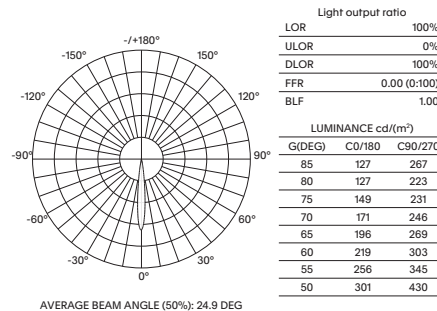 -/+180°
-150° 150°
-120° 120°
-90° 90°
-60° 60°
-30° 30°
0°
AVERAGE BEAM ANGLE (50%): 24.9 DEG
Light output ratio
LOR 100%
ULOR 0%
DLOR 100%
FFR 0.00 (0:100)
BLF 1.00
LUMINANCE cd/(m²)
G(DEG) C0/180 C90/270
85 127 267
80 127 223
75 149 231
70 171 246
65 196 269
60 219 303
55 256 345
50 301 430